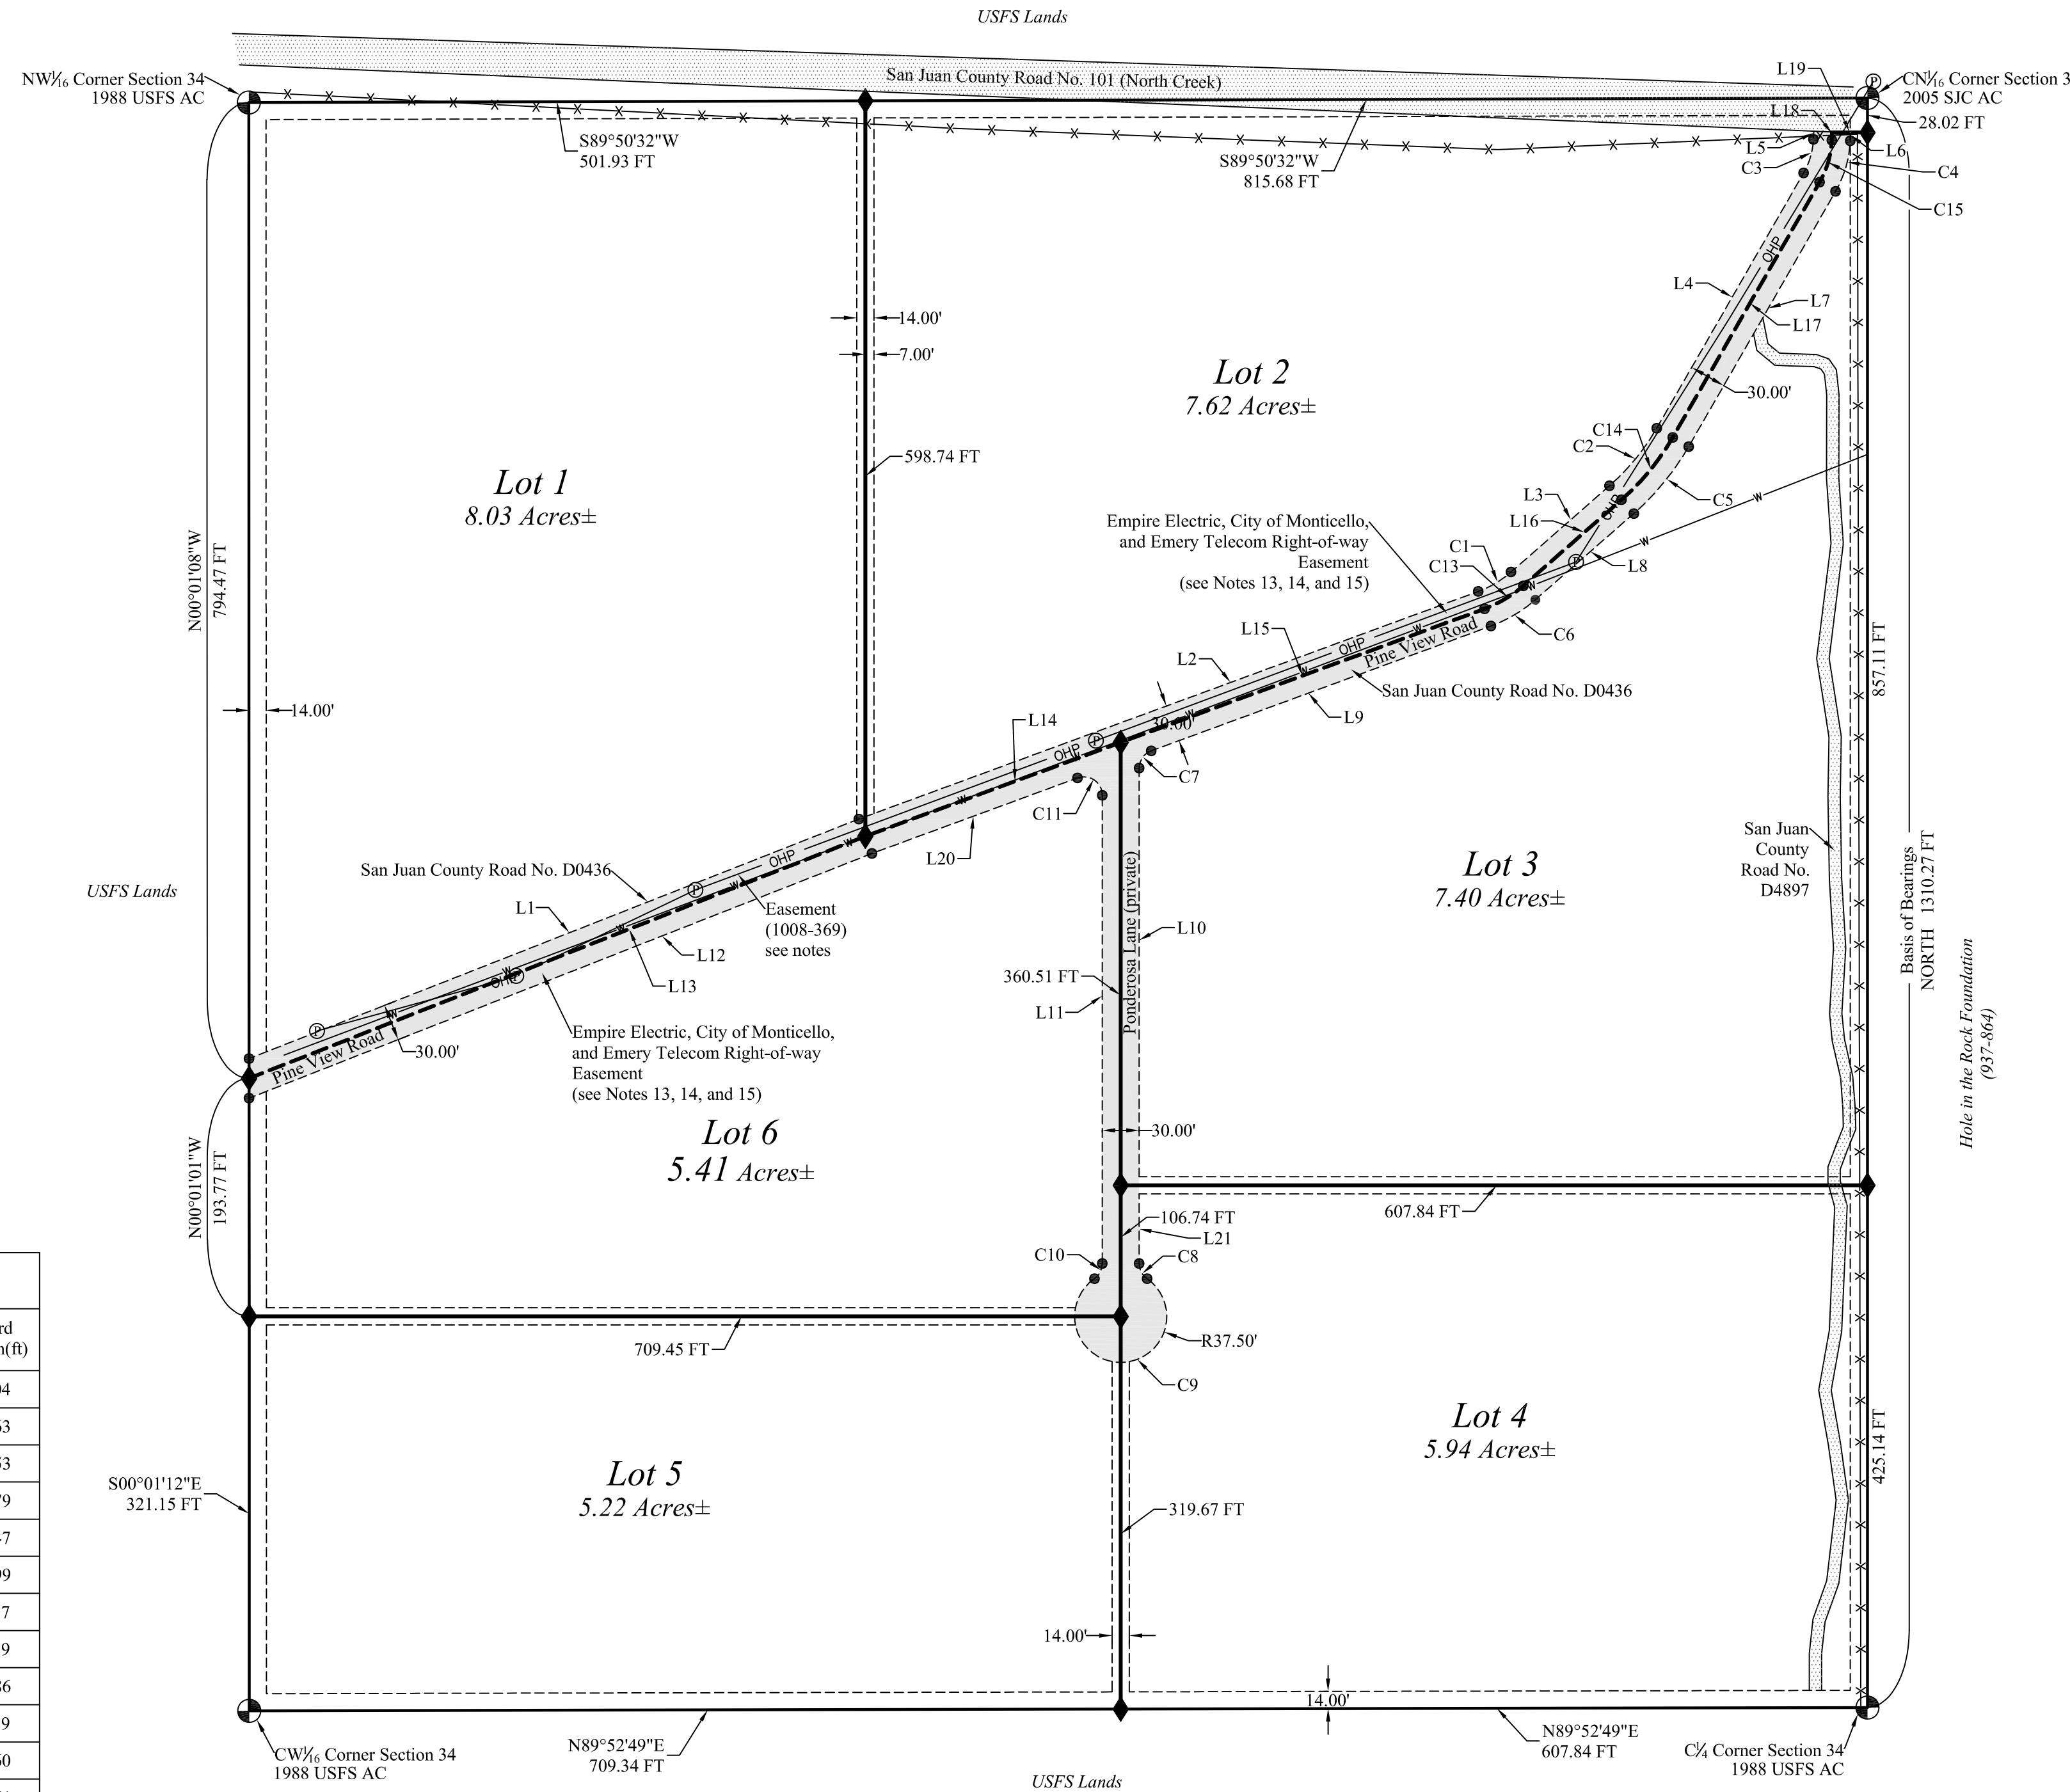 USFS Lands
NW1/16 Corner Section 34
1988 USFS AC
San Juan County Road No. 101 (North Creek)
L19
P
CN1/16 Corner Section 3
2005 SJC AC
28.02 FT
L18
L5
L6
C3
C4
C15
S89°50'32"W
501.93 FT
S89°50'32"W
815.68 FT
OHP
L4
L7
L17
14.00'
7.00'
30.00'
Lot 2
7.62 Acres±
C14
C2
598.74 FT
Lot 1
8.03 Acres±
L3
C5
W
L16
OHP
Empire Electric, City of Monticello,
and Emery Telecom Right-of-way
Easement
(see Notes 13, 14, and 15)
C1
C13
P
L8
W
W
N00°01'08"W
794.47 FT
L15
W
C6
OHP
Pine View Road
L2
W
San Juan County Road No. D0436
857.11 FT
14.00'
L14
W
30.00'
L9
P
OHP
C7
C11
W
San Juan
County
Road No.
D4897
L20
OHP
W
San Juan County Road No. D0436
P
W
USFS Lands
L1
Easement
(1008-369)
see notes
Lot 3
7.40 Acres±
Ponderosa Lane (private)
L10
W
L12
Basis of Bearings
NORTH 1310.27 FT
W
OHP
P
L13
360.51 FT
L11
Hole in the Rock Foundation
(937-864)
W
P
Pine View Road
30.00'
Empire Electric, City of Monticello,
and Emery Telecom Right-of-way
Easement
(see Notes 13, 14, and 15)
Lot 6
5.41 Acres±
30.00'
N00°01'01"W
193.77 FT
106.74 FT
L21
607.84 FT
C10
C8
709.45 FT
R37.50'
C9
rd
n(ft)
Lot 4
5.94 Acres±
425.14 FT
Lot 5
5.22 Acres±
S00°01'12"E
321.15 FT
319.67 FT
14.00'
14.00'
N89°52'49"E
709.34 FT
N89°52'49"E
607.84 FT
CW1/16 Corner Section 34
1988 USFS AC
C1/4 Corner Section 34
1988 USFS AC
USFS Lands